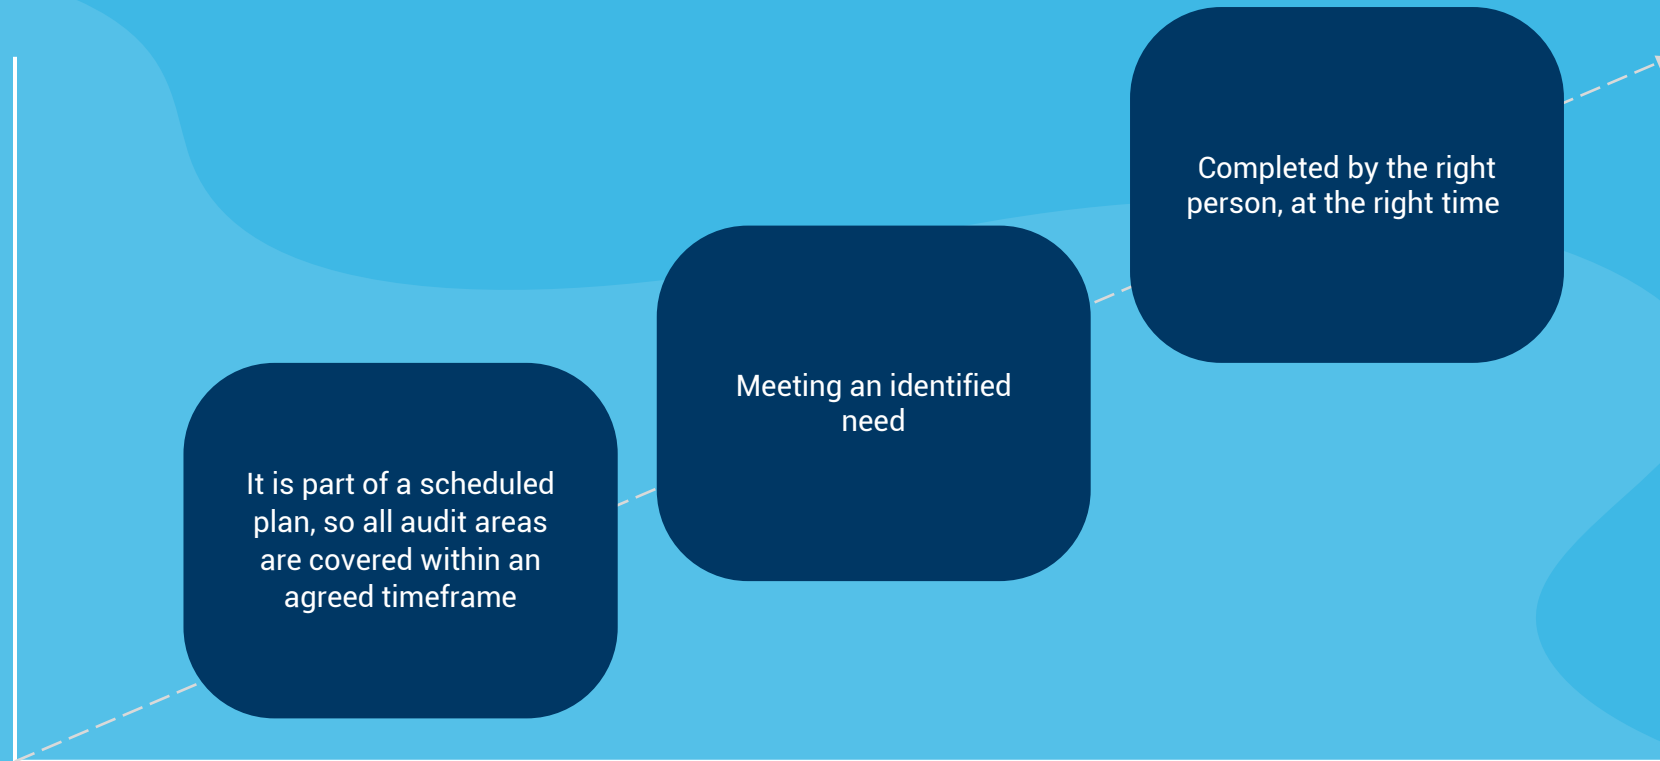 It is part of a scheduled
plan, so all audit areas
are covered within an
agreed timeframe
Meeting an identified
need
Completed by the right
person, at the right time